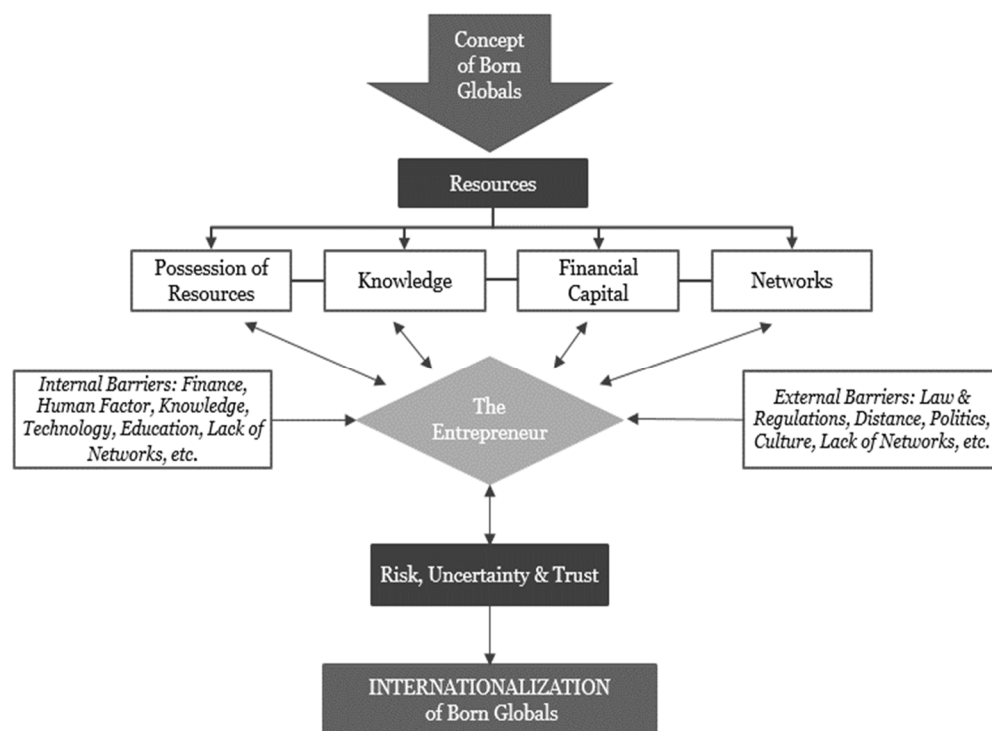 Concept
of Born
Globals
Resources
Possession of
Resources
Knowledge
Financial
Capital
Networks
Internal Barriers: Finance,
Human Factor, Knowledge,
Technology, Education, Lack of
Networks, etc.
The
Entrepreneur
External Barriers: Law &
Regulations, Distance, Politics,
Culture, Lack of Networks, etc.
Risk, Uncertainty & Trust
INTERNATIONALIZATION
of Born Globals